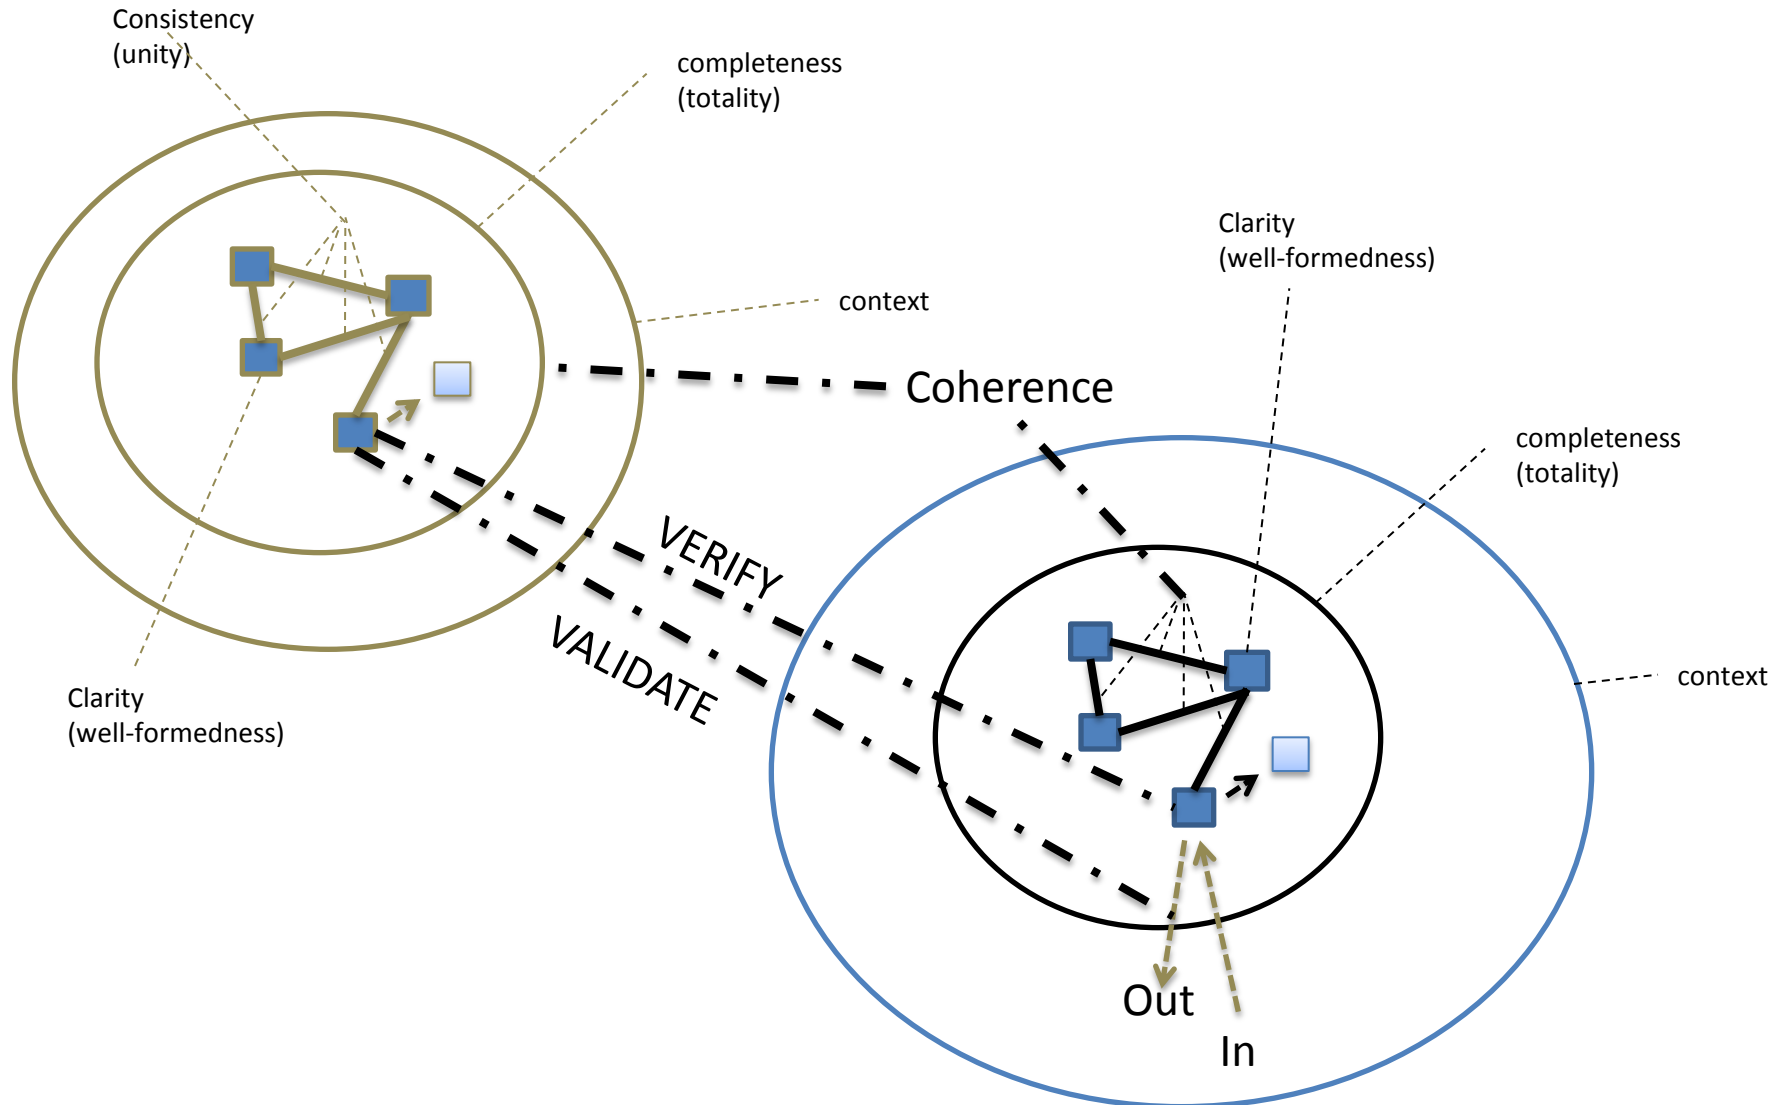 Consistency
(unity)
completeness
(totality)
Clarity
(well-formedness)
context
Coherence
completeness
(totality)
VERIFY
VALIDATE
context
Clarity
(well-formedness)
Out
In